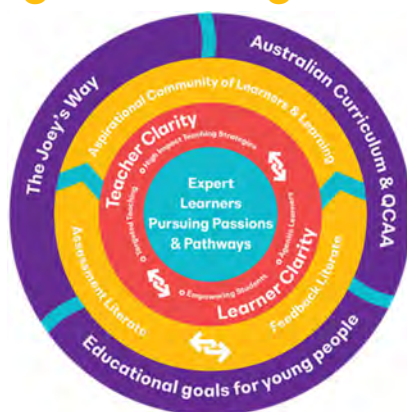 The Joey's Way
Australian Curriculum & QCAA
Educational goals for young people
Aspirational Community of Learners & Learning
Assessment Literate
Feedback Literate
Teacher Clarity
High Impact Teaching Strategies
Targeted Teaching
Learner Clarity
Agentic Learners
Empowering Students
Expert
Learners
Pursuing Passions
& Pathways